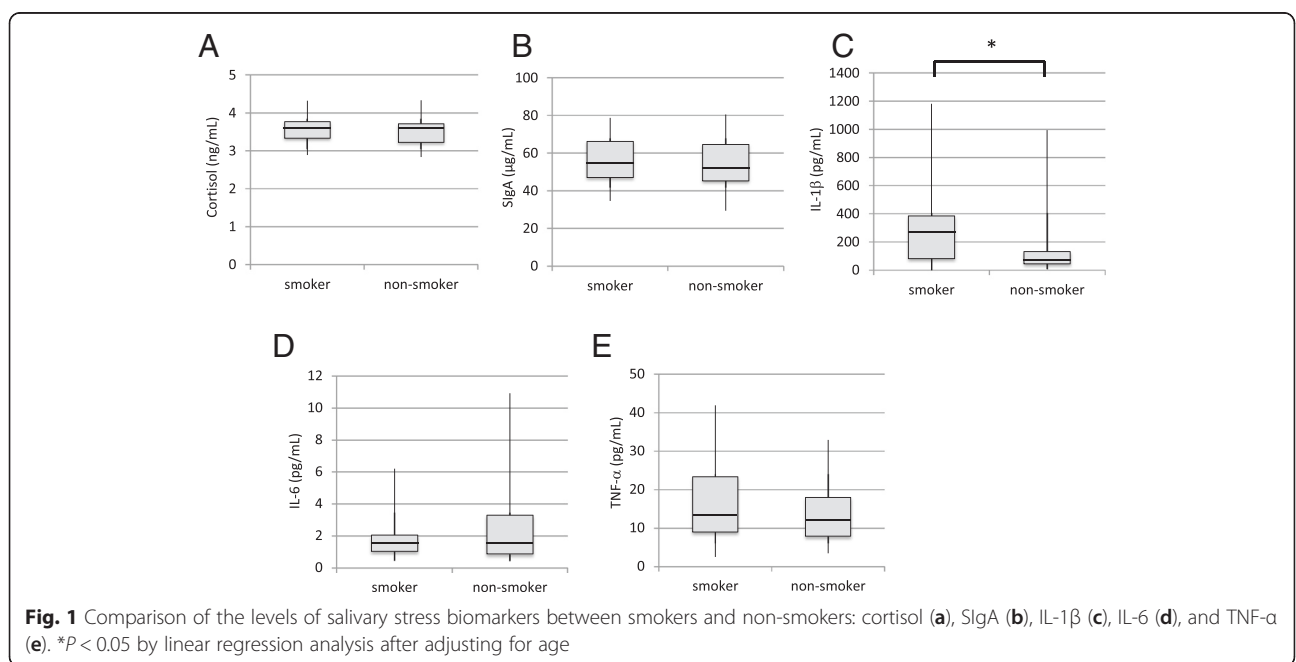 A
5
4
3
2
1
0
Cortisol (ng/mL)
smoker
non-smoker
B
100
80
60
40
20
0
SIgA (µg/mL)
smoker
non-smoker
C
*
1400
1200
1000
800
600
400
200
0
IL-1β (pg/mL)
smoker
non-smoker
D
12
10
8
6
4
2
0
IL-6 (pg/mL)
smoker
non-smoker
E
50
40
30
20
10
0
TNF-α (pg/mL)
smoker
non-smoker
Fig. 1 Comparison of the levels of salivary stress biomarkers between smokers and non-smokers: cortisol (a), SIgA (b), IL-1β (c), IL-6 (d), and TNF-α
(e). *P < 0.05 by linear regression analysis after adjusting for age